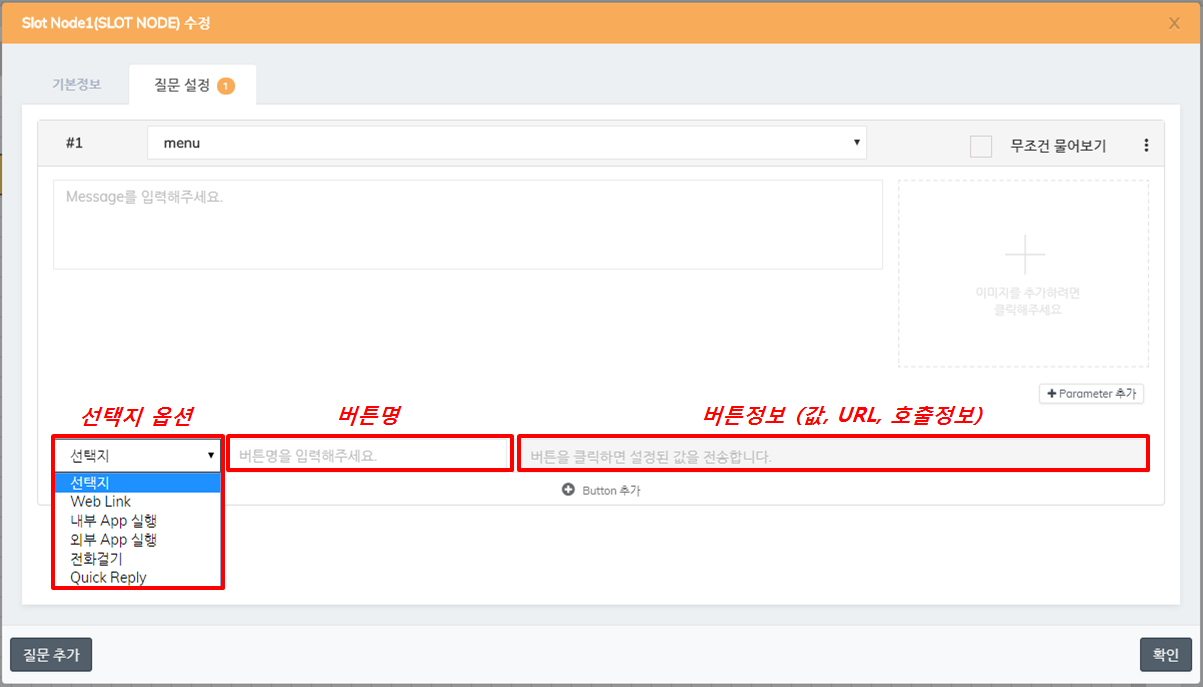 Slot Node1(SLOT NODE) 수정
기본정보
질문 설정 1
#1
menu
무조건 물어보기
Message를 입력해주세요.
이미지를 추가하려면
클릭해주세요
Parameter 추가
선택지 옵션
버튼명
버튼정보 (값, URL, 호출정보)
선택지
버튼명을 입력해주세요.
버튼을 클릭하면 설정된 값을 전송합니다.
선택지
Web Link
내부 App 실행
외부 App 실행
전화걸기
Quick Reply
Button 추가
질문 추가
확인